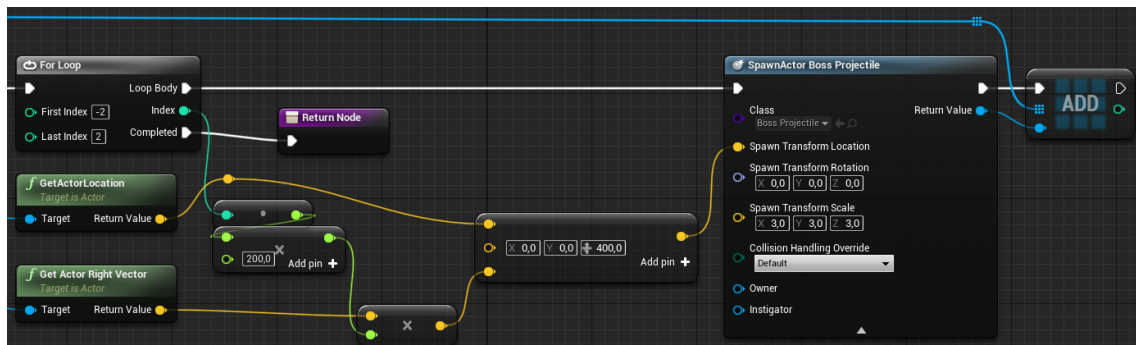 For Loop
Loop Body
First Index -2
Index
Last Index 2
Completed
Return Node
f GetActorLocation
Target is Actor
Target
Return Value
200,0
×
Add pin +
f Get Actor Right Vector
Target is Actor
Target
Return Value
×
X 0,0 Y 0,0 400,0
Add pin +
SpawnActor Boss Projectile
Class
Boss Projectile
Return Value
Spawn Transform Location
Spawn Transform Rotation
X 0,0 Y 0,0 Z 0,0
Spawn Transform Scale
X 3,0 Y 3,0 Z 3,0
Collision Handling Override
Default
Owner
Instigator
ADD